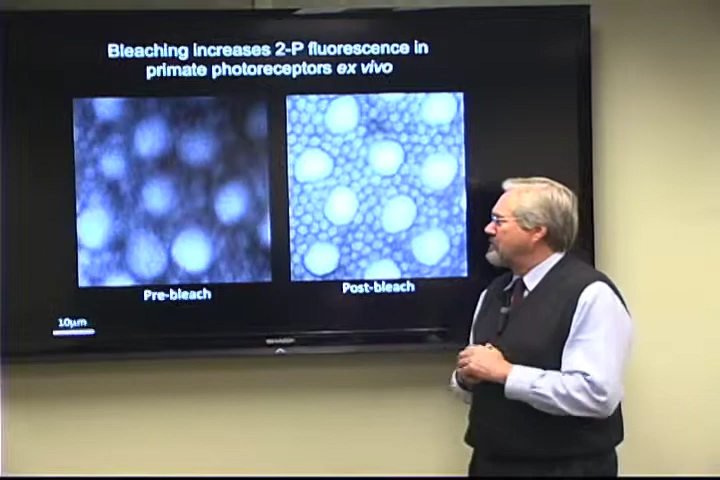 Bleaching increases 2-P fluorescence in
primate photoreceptors ex vivo
Pre-bleach
Post-bleach
10µm
SHARP